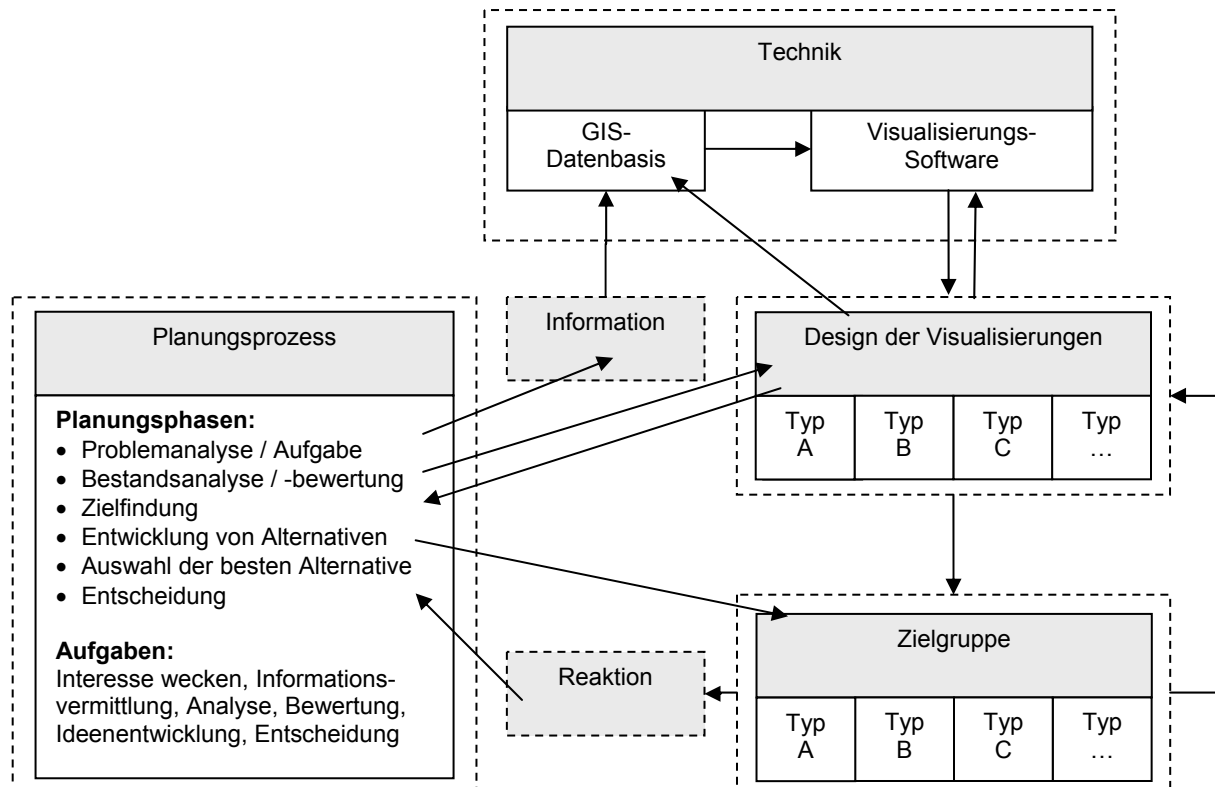 Technik
GIS-
Datenbasis
Visualisierungs-
Software
Information
Design der Visualisierungen
Typ
A
Typ
B
Typ
C
Typ
…
Planungsprozess
Planungsphasen:
• Problemanalyse / Aufgabe
• Bestandsanalyse / -bewertung
• Zielfindung
• Entwicklung von Alternativen
• Auswahl der besten Alternative
• Entscheidung
Aufgaben:
Interesse wecken, Informations-
vermittlung, Analyse, Bewertung,
Ideenentwicklung, Entscheidung
Reaktion
Zielgruppe
Typ
A
Typ
B
Typ
C
Typ
…